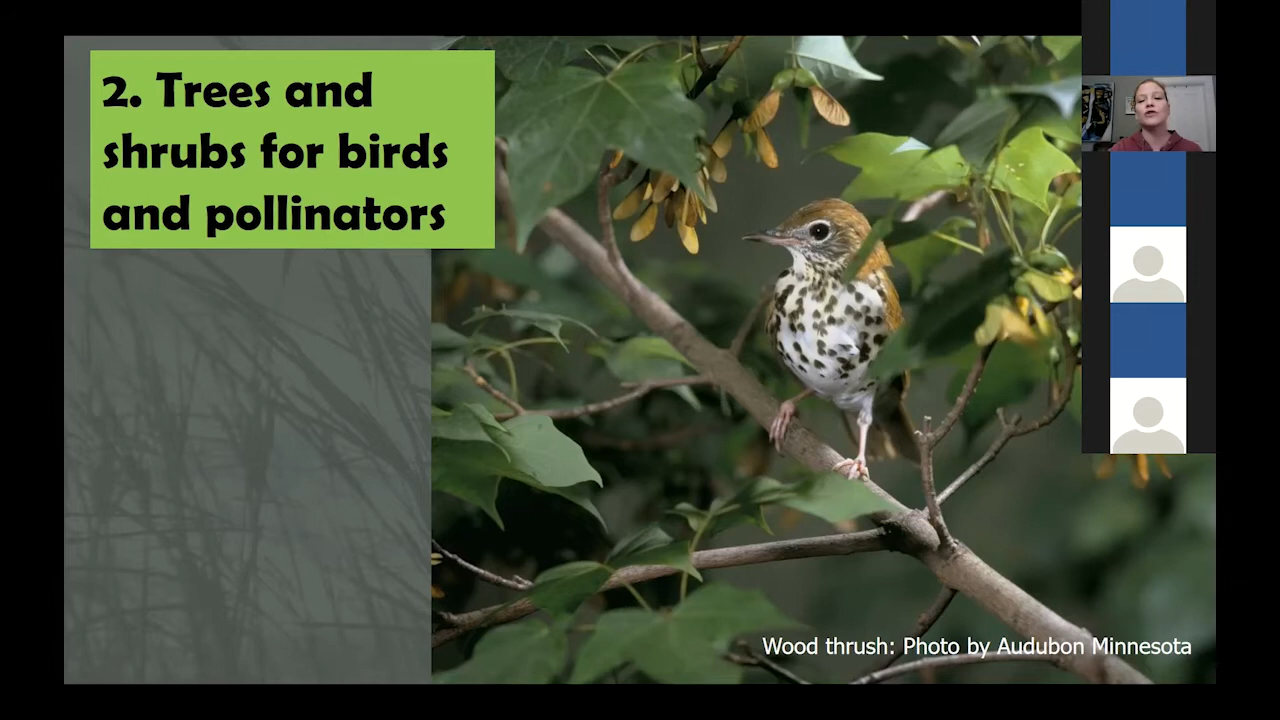 2. Trees and
shrubs for birds
and pollinators
Wood thrush: Photo by Audubon Minnesota